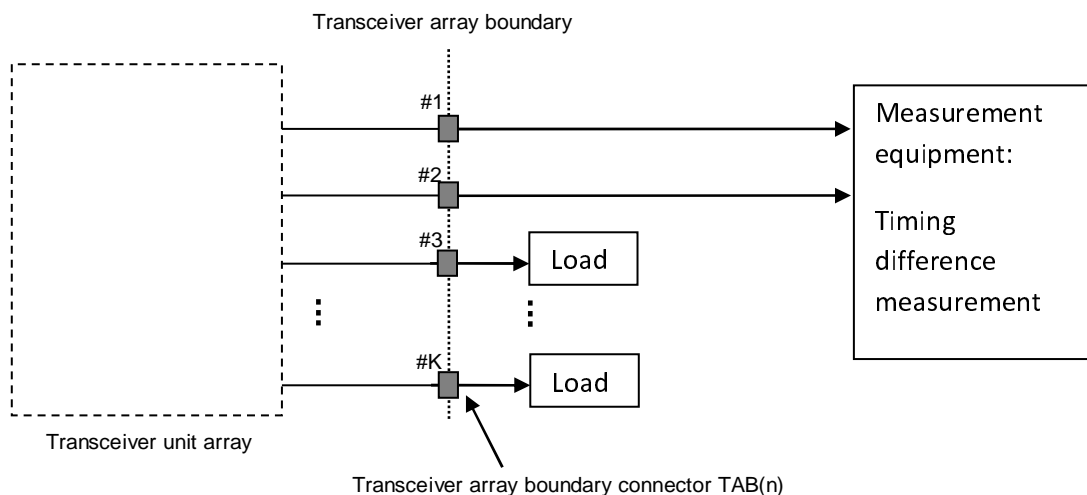 Transceiver array boundary
#1
#2
#3
#K
Load
Load
Measurement
equipment:
Timing
difference
measurement
Transceiver unit array
Transceiver array boundary connector TAB(n)